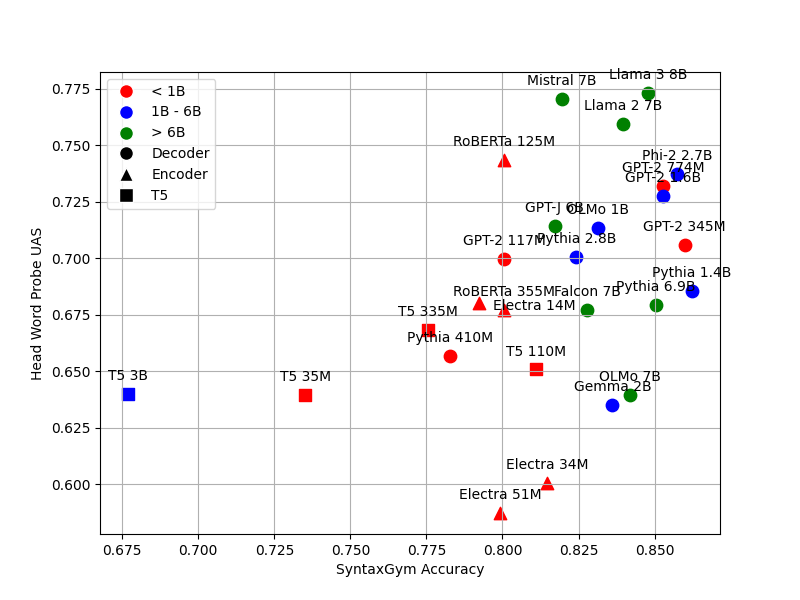 Llama 3 8B
Mistral 7B
Llama 2 7B
RoBERTa 125M
Phi-2 2.7B
GPT-2 774M
GPT-2 1.6B
GPT-J 6B
OLMo 1B
GPT-2 345M
GPT-2 117M
Pythia 2.8B
Pythia 1.4B
Pythia 6.9B
RoBERTa 355M
Falcon 7B
Electra 14M
T5 335M
Pythia 410M
T5 110M
T5 3B
T5 35M
OLMo 7B
Gemma 2B
Electra 34M
Electra 51M
< 1B
1B - 6B
> 6B
Decoder
Encoder
T5
0.775
0.750
0.725
0.700
0.675
0.650
0.625
0.600
Head Word Probe UAS
0.675 0.700 0.725 0.750 0.775 0.800 0.825 0.850
SyntaxGym Accuracy